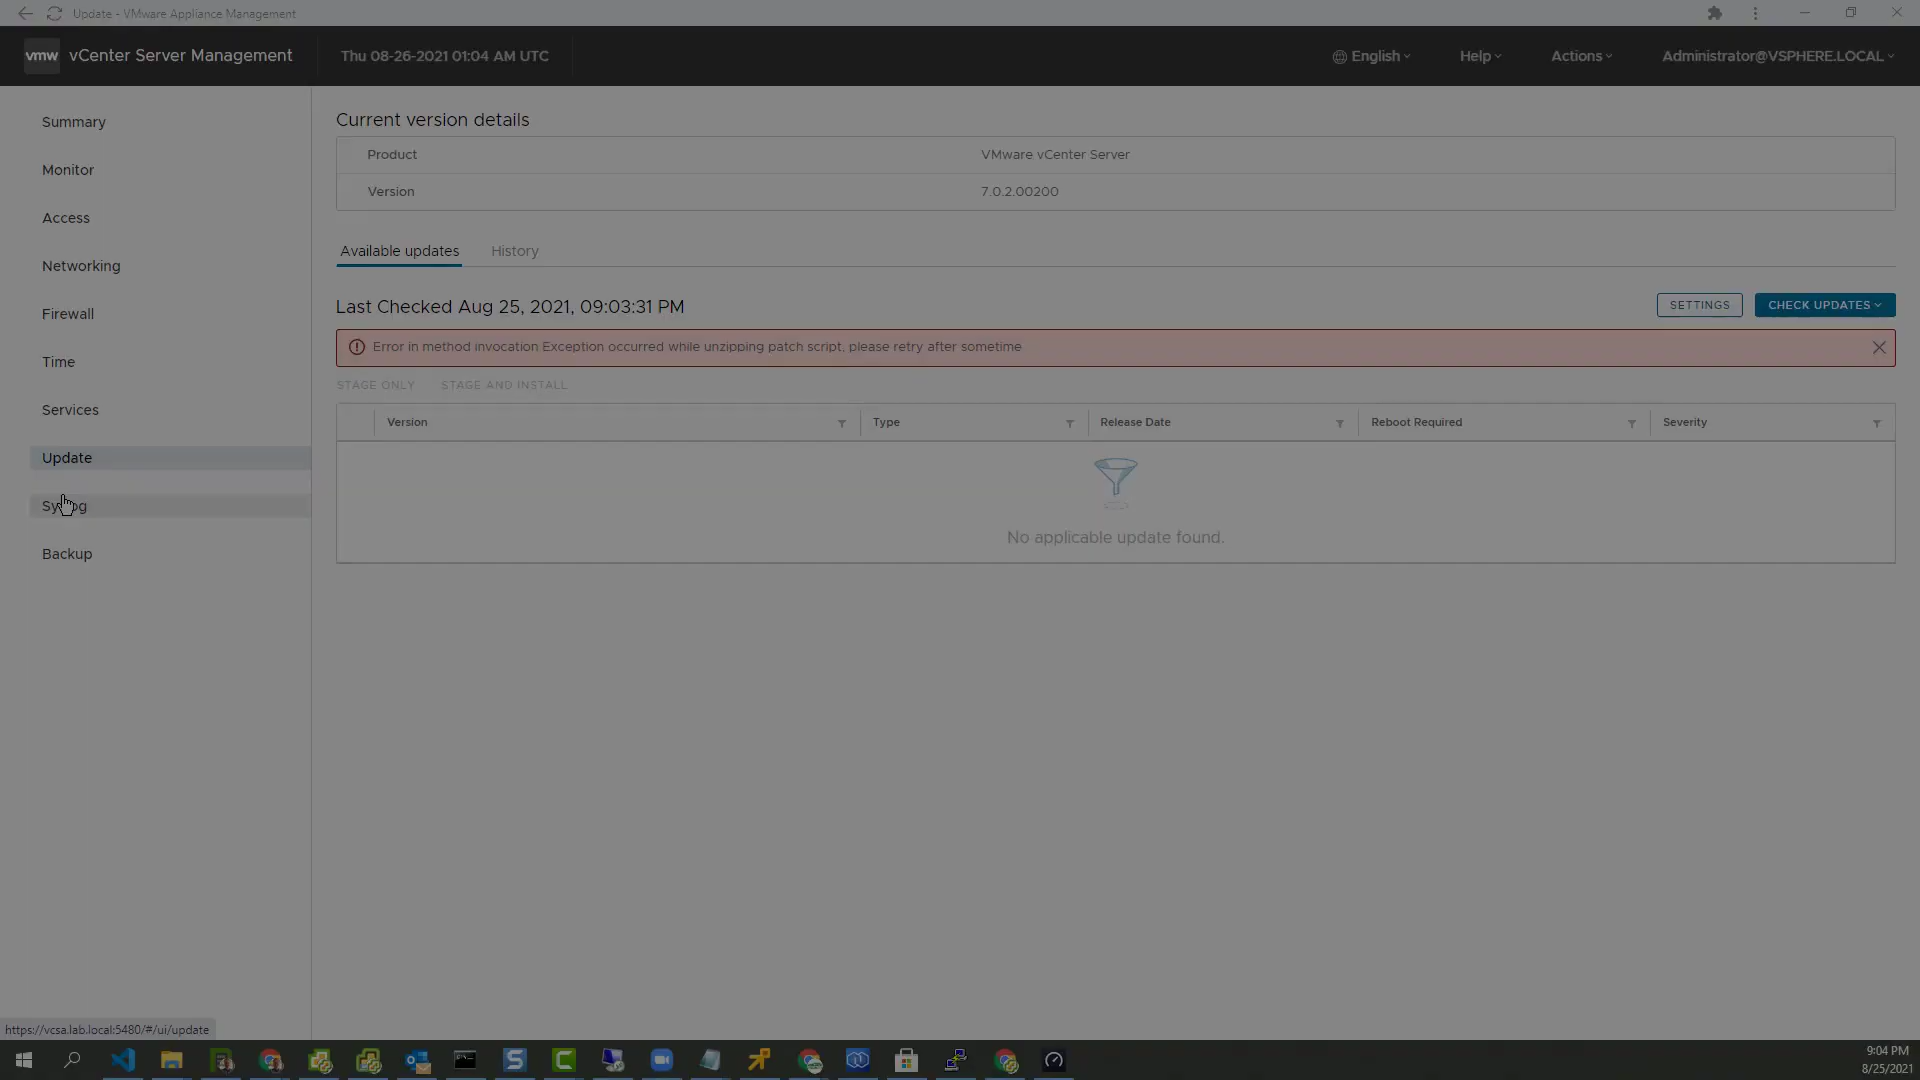 Update - VMware Appliance Management
vmw vCenter Server Management
Thu 08-26-2021 01:04 AM UTC
English
Help
Actions
Administrator@VSPHERE.LOCAL
Summary
Monitor
Access
Networking
Firewall
Time
Services
Update
Syslog
Backup
Current version details
Product VMware vCenter Server
Version 7.0.2.00200
Available updates History
Last Checked Aug 25, 2021, 09:03:31 PM
SETTINGS CHECK UPDATES
Error in method invocation Exception occurred while unzipping patch script, please retry after sometime
STAGE ONLY STAGE AND INSTALL
Version Type Release Date Reboot Required Severity
No applicable update found.
https://vcsa.lab.local:5480/#/ui/update
9:04 PM
8/25/2021